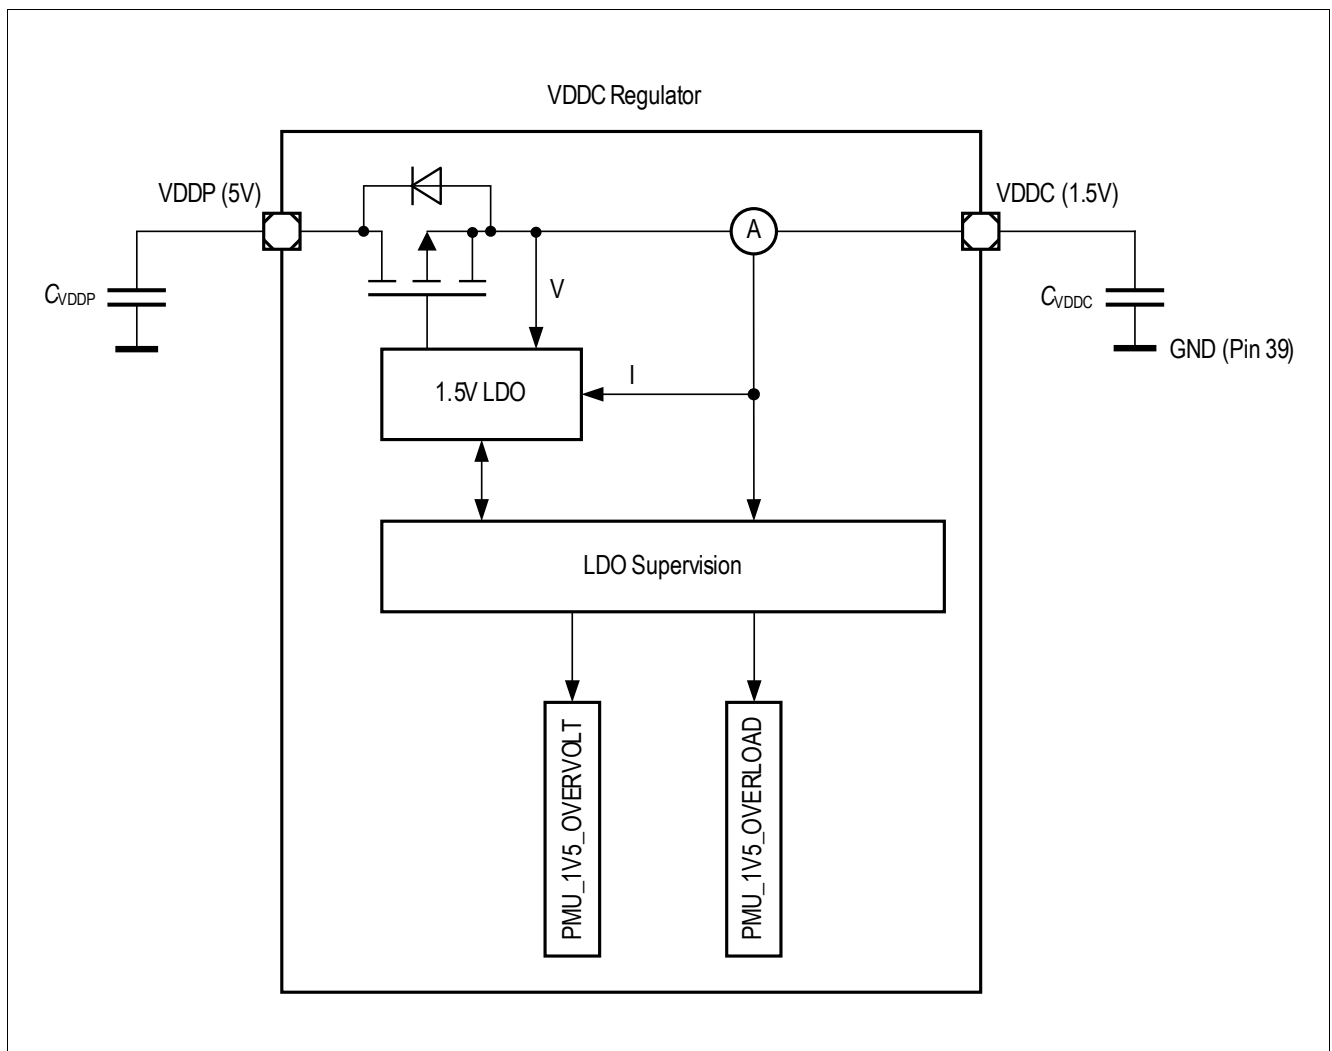 VDDC Regulator
VDDP (5V)
VDDC (1.5V)
A
CVDDP
V
CVDDC
GND (Pin 39)
I
1.5V LDO
LDO Supervision
PMU_1V5_OVERVOLT
PMU_1V5_OVERLOAD